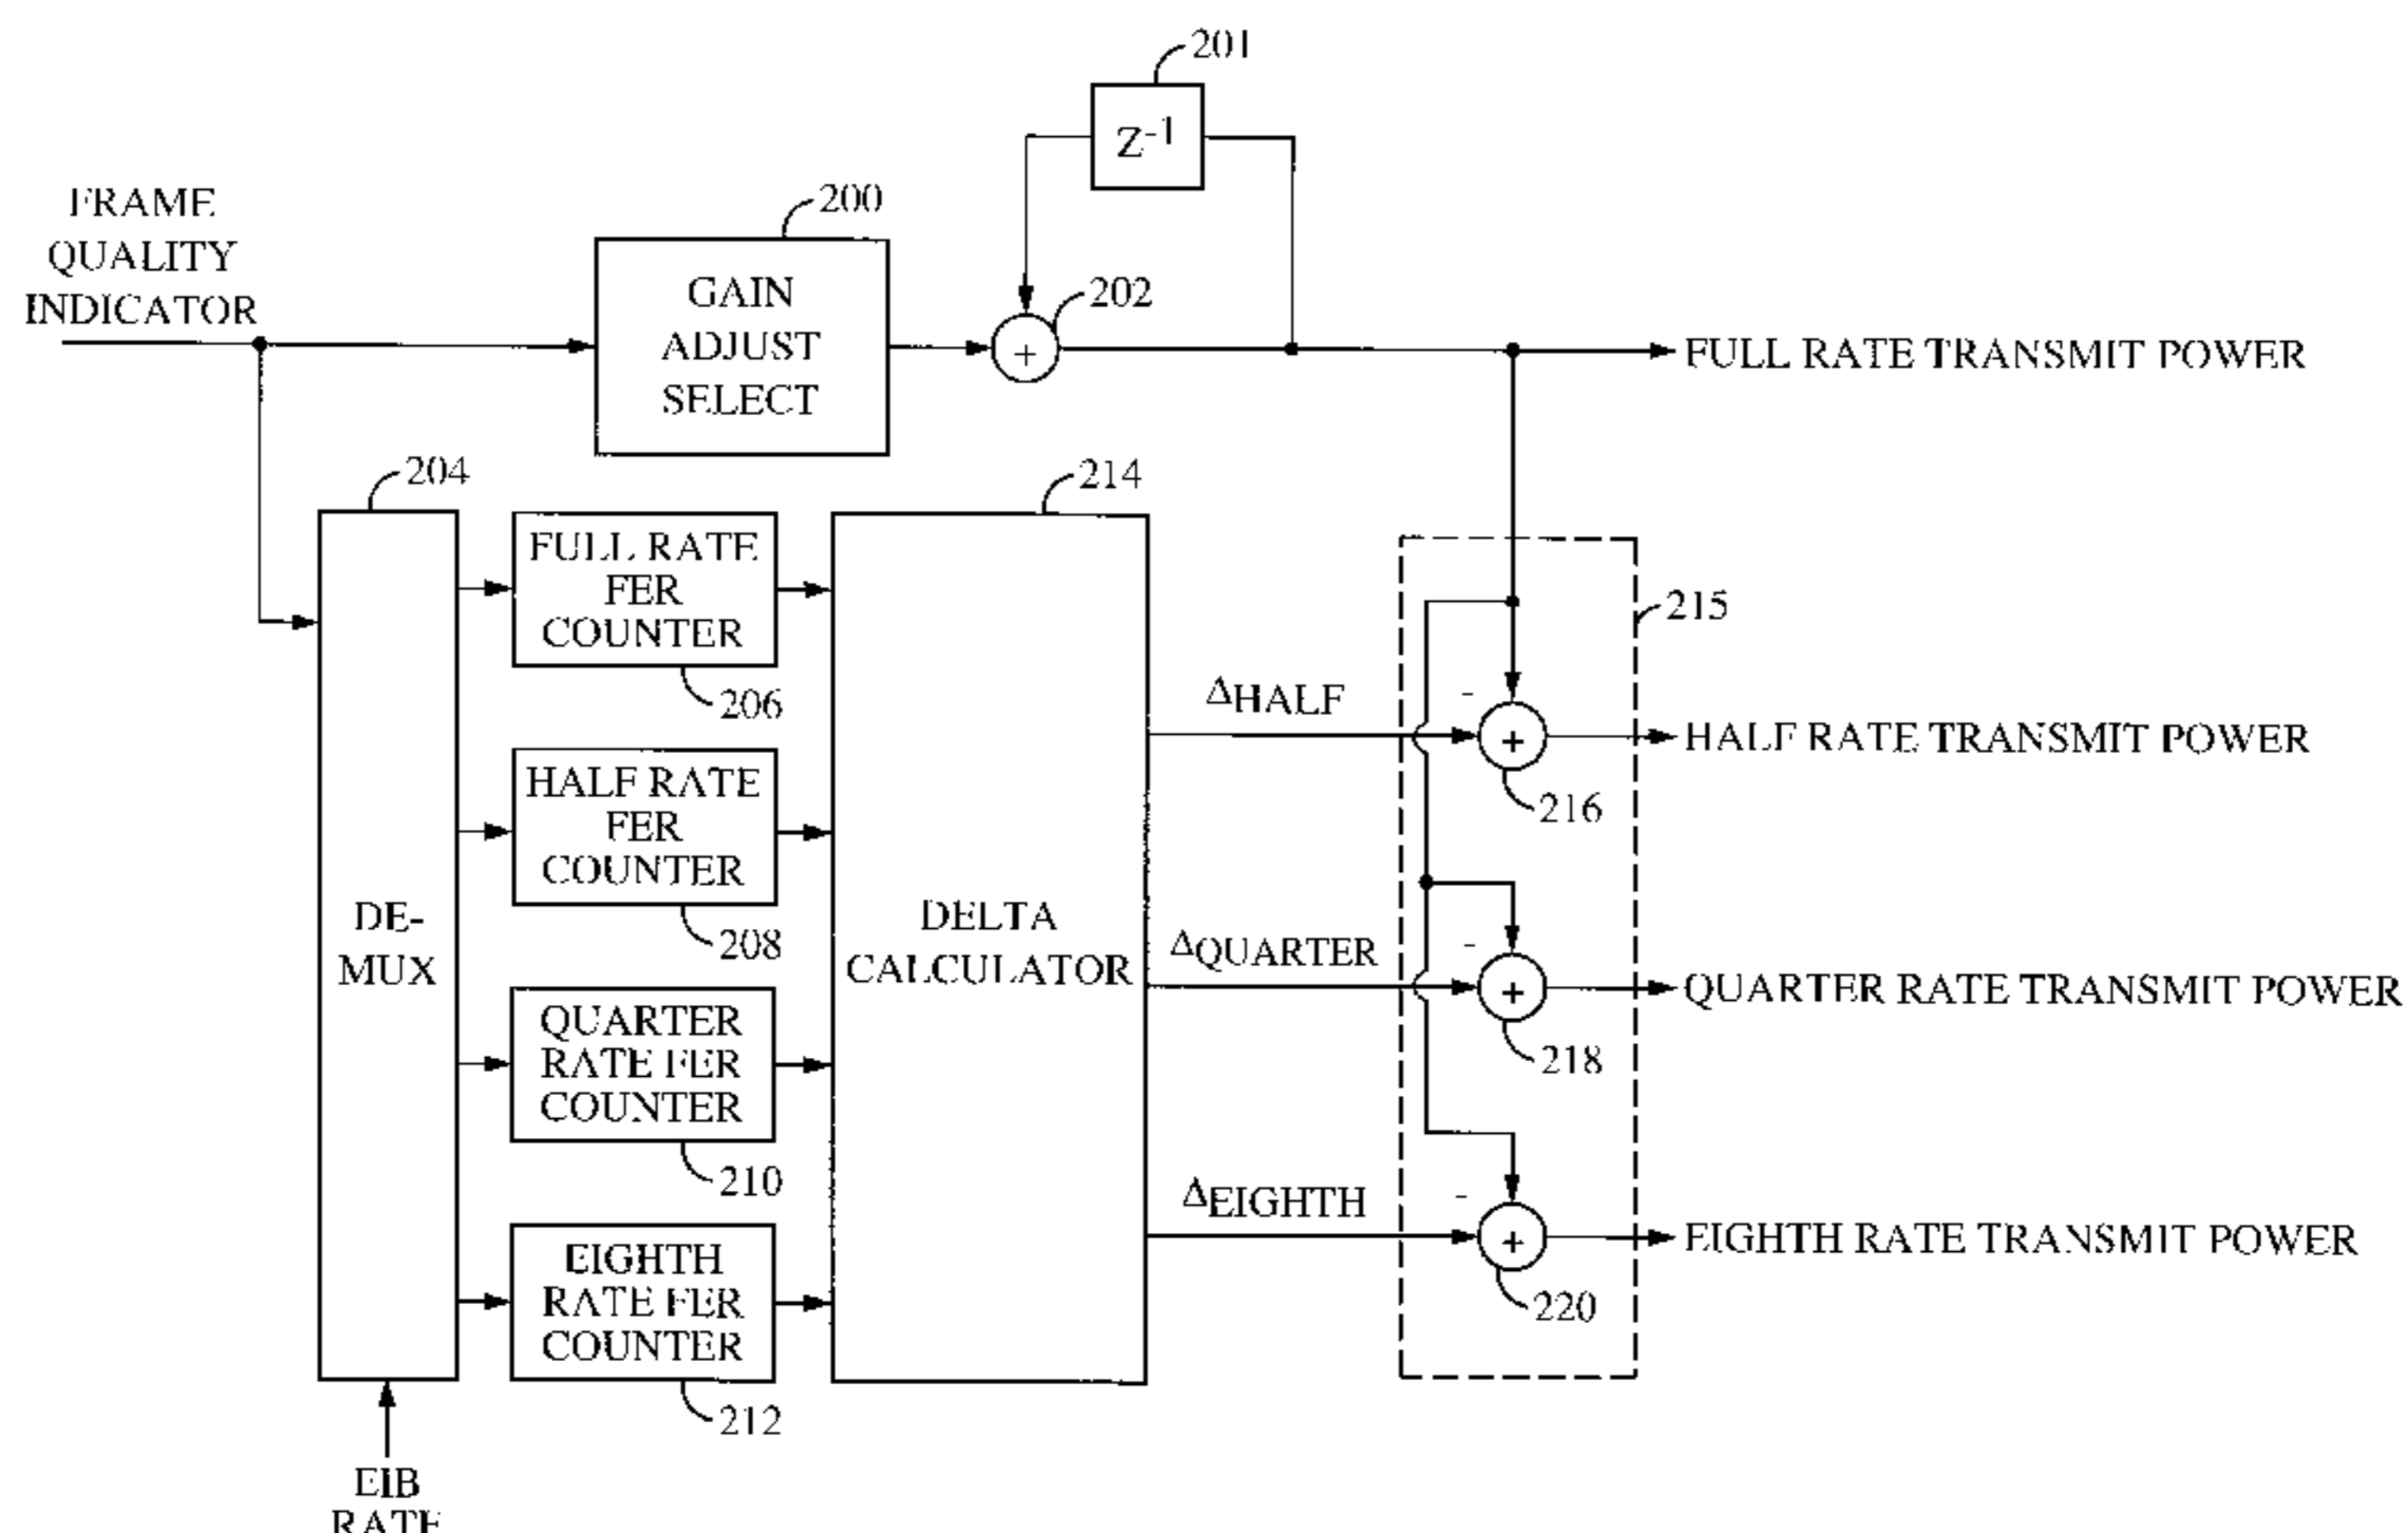 201
Z-1
FRAME
QUALITY
INDICATOR
200
GAIN
ADJUST
SELECT
202
+
FULL RATE TRANSMIT POWER
204
DE-
MUX
FULL RATE
FER
COUNTER
206
HALF RATE
FER
COUNTER
208
QUARTER
RATE FER
COUNTER
210
EIGHTH
RATE FER
COUNTER
212
214
DELTA
CALCULATOR
215
ΔHALF
-
+
216
HALF RATE TRANSMIT POWER
ΔQUARTER
-
+
218
QUARTER RATE TRANSMIT POWER
ΔEIGHTH
-
+
220
EIGHTH RATE TRANSMIT POWER
EIB
RATE